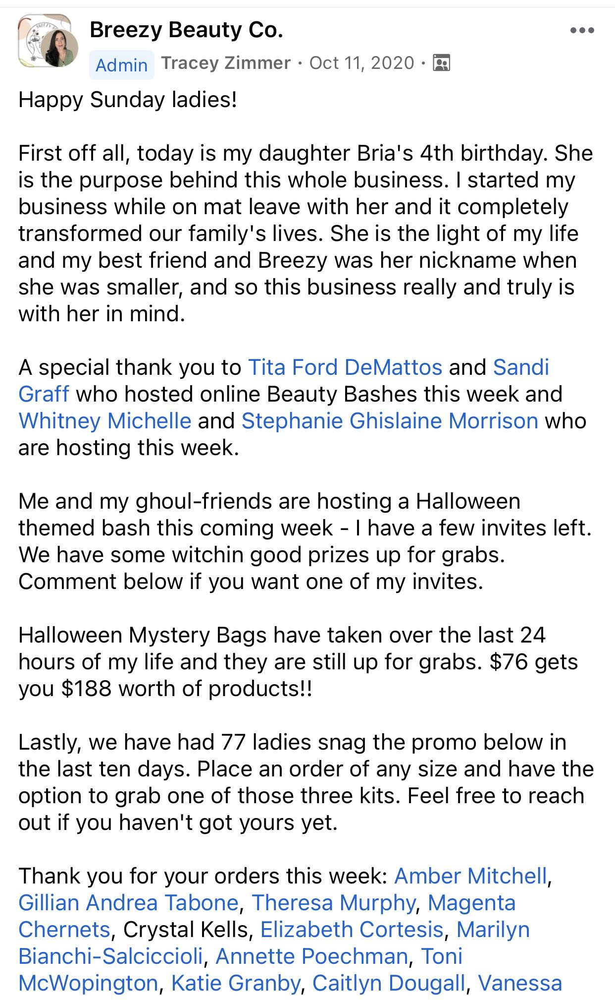 Breezy Beauty Co.
Admin Tracey Zimmer · Oct 11, 2020 ·
Happy Sunday ladies!
First off all, today is my daughter Bria's 4th birthday. She
is the purpose behind this whole business. I started my
business while on mat leave with her and it completely
transformed our family's lives. She is the light of my life
and my best friend and Breezy was her nickname when
she was smaller, and so this business really and truly is
with her in mind.
A special thank you to Tita Ford DeMattos and Sandi
Graff who hosted online Beauty Bashes this week and
Whitney Michelle and Stephanie Ghislaine Morrison who
are hosting this week.
Me and my ghoul-friends are hosting a Halloween
themed bash this coming week - I have a few invites left.
We have some witchin good prizes up for grabs.
Comment below if you want one of my invites.
Halloween Mystery Bags have taken over the last 24
hours of my life and they are still up for grabs. $76 gets
you $188 worth of products!!
Lastly, we have had 77 ladies snag the promo below in
the last ten days. Place an order of any size and have the
option to grab one of those three kits. Feel free to reach
out if you haven't got yours yet.
Thank you for your orders this week: Amber Mitchell,
Gillian Andrea Tabone, Theresa Murphy, Magenta
Chernets, Crystal Kells, Elizabeth Cortesis, Marilyn
Bianchi-Salciccioli, Annette Poechman, Toni
McWopington, Katie Granby, Caitlyn Dougall, Vanessa